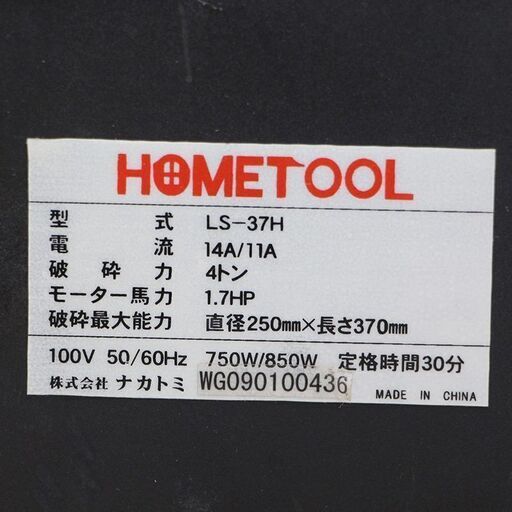 HOMETOOL
型式 LS-37H
電流 14A/11A
破砕力 4トン
モーター馬力 1.7HP
破砕最大能力 直径250mm×長さ370mm
100V 50/60Hz 750W/850W 定格時間30分
株式会社ナカトミ WG090100436 MADE IN CHINA